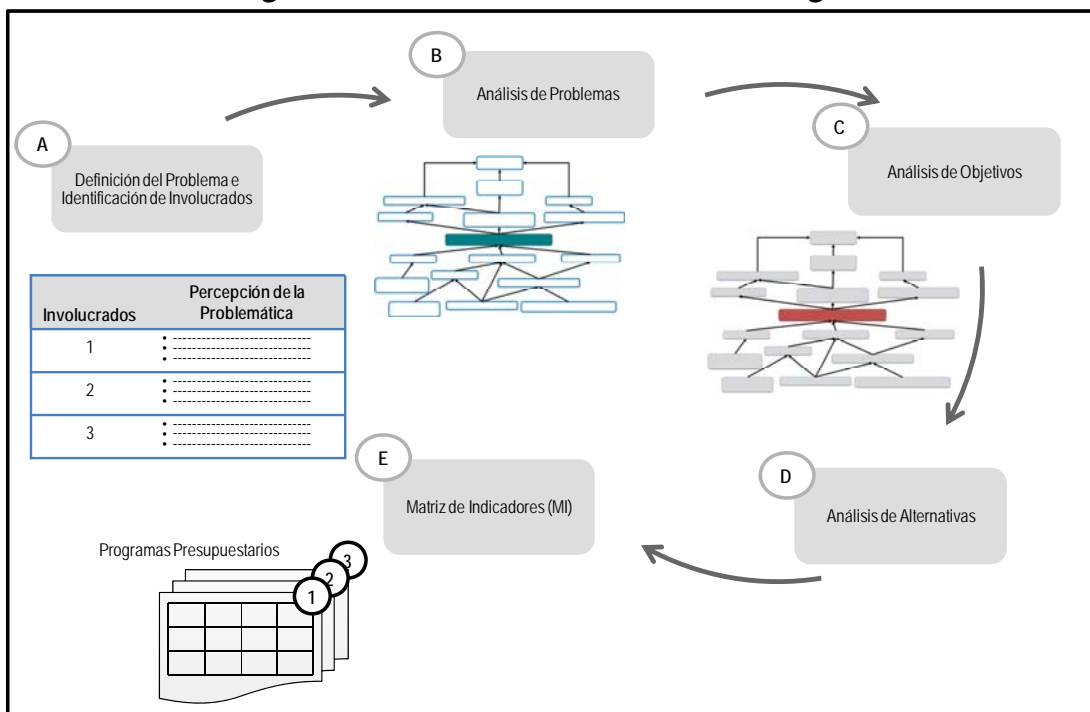 B
Análisis de Problemas
C
Análisis de Objetivos
A
Definición del Problema e
Identificación de Involucrados
Involucrados
Percepción de la
Problemática
1
2
3
E
Matriz de Indicadores (MI)
D
Análisis de Alternativas
Programas Presupuestarios
3
2
1